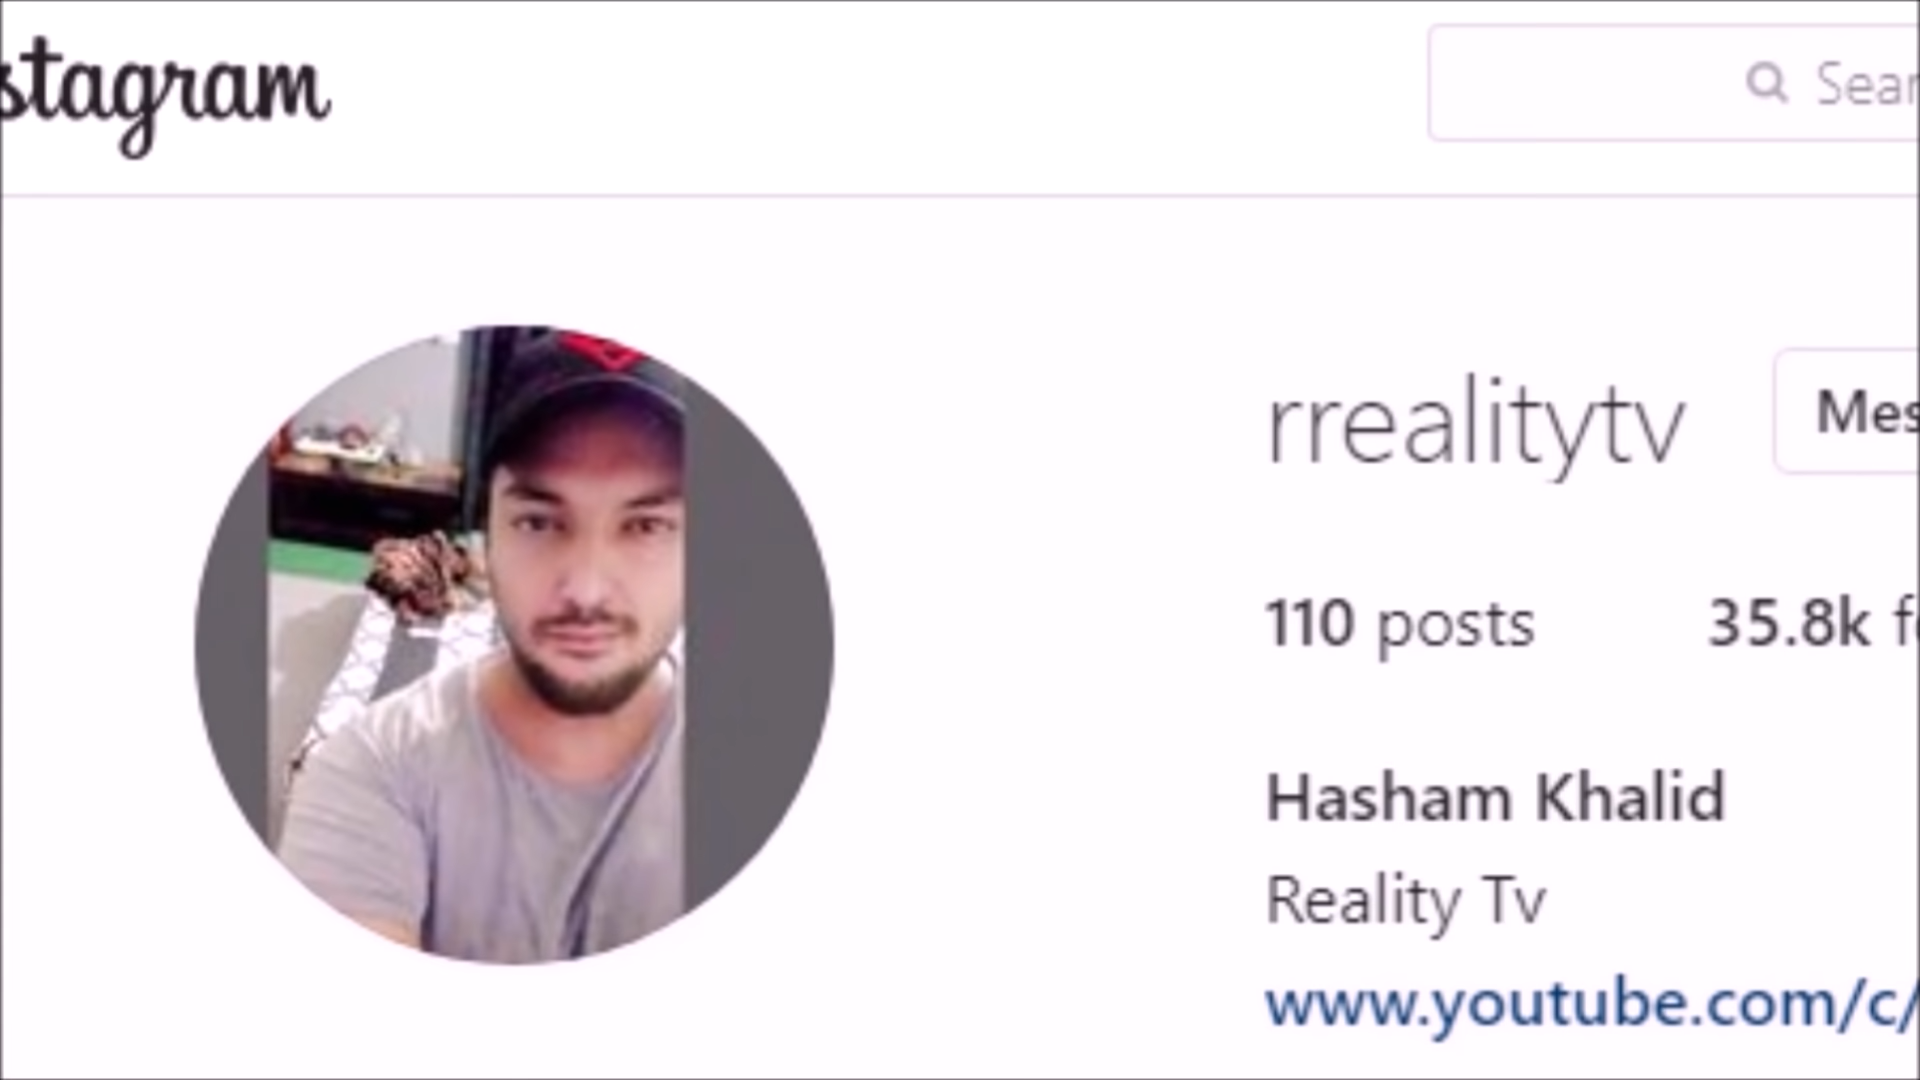 stagram
Sear
rrealitytv
Mes
110 posts 35.8k f
Hasham Khalid
Reality Tv
www.youtube.com/c/